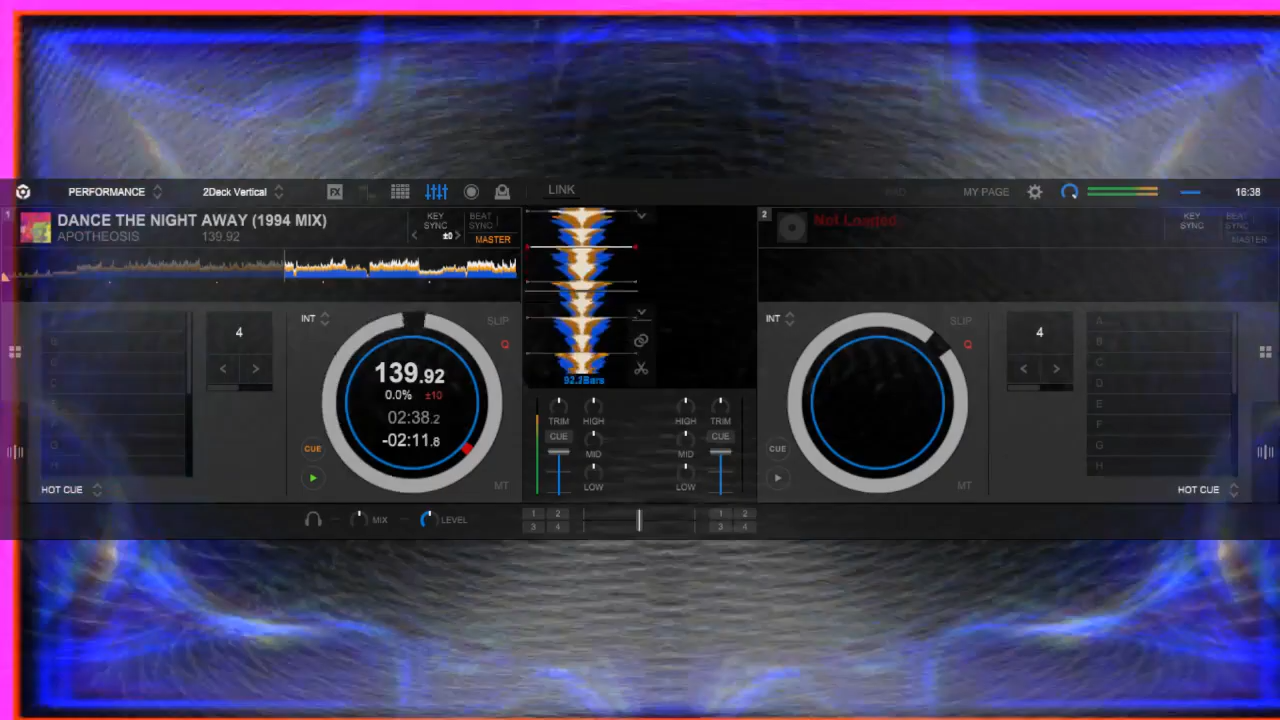 PERFORMANCE 2Deck Vertical FX LINK MY PAGE 16:38
1 DANCE THE NIGHT AWAY (1994 MIX) KEY SYNC BEAT SYNC
APOTHEOSIS 139.92 ±0 MASTER
2 Not Loaded KEY SYNC BEAT SYNC
MASTER
INT SLIP
Q
4
139.92
0.0% ±10
02:38.2
-02:11.8
CUE
MT
HOT CUE
92.2Bars
TRIM HIGH HIGH TRIM
CUE CUE
MID MID
LOW LOW
INT SLIP
Q
4
CUE
MT
A
B
C
D
E
F
G
H
HOT CUE
MIX LEVEL
1 2 1 2
3 4 3 4